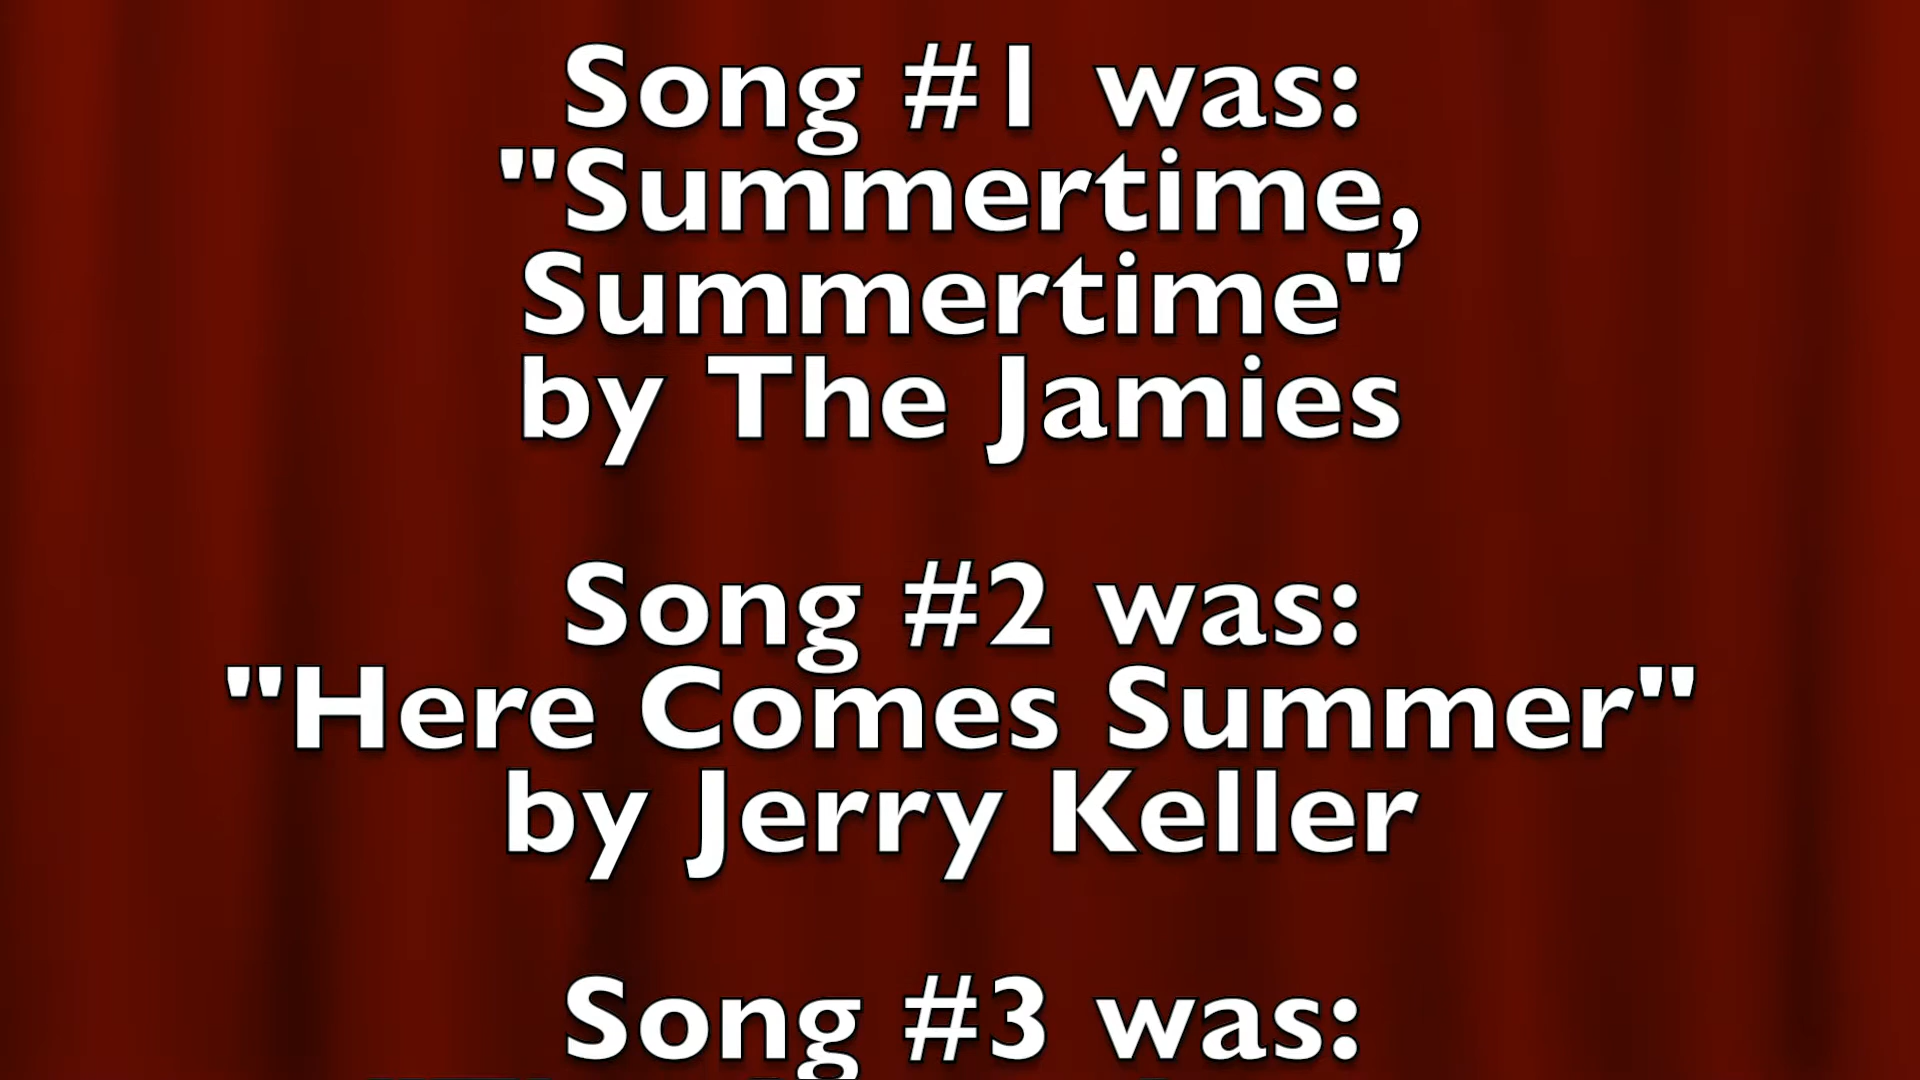 Song #1 was:
"Summertime,
Summertime"
by The Jamies
Song #2 was:
"Here Comes Summer"
by Jerry Keller
Song #3 was: